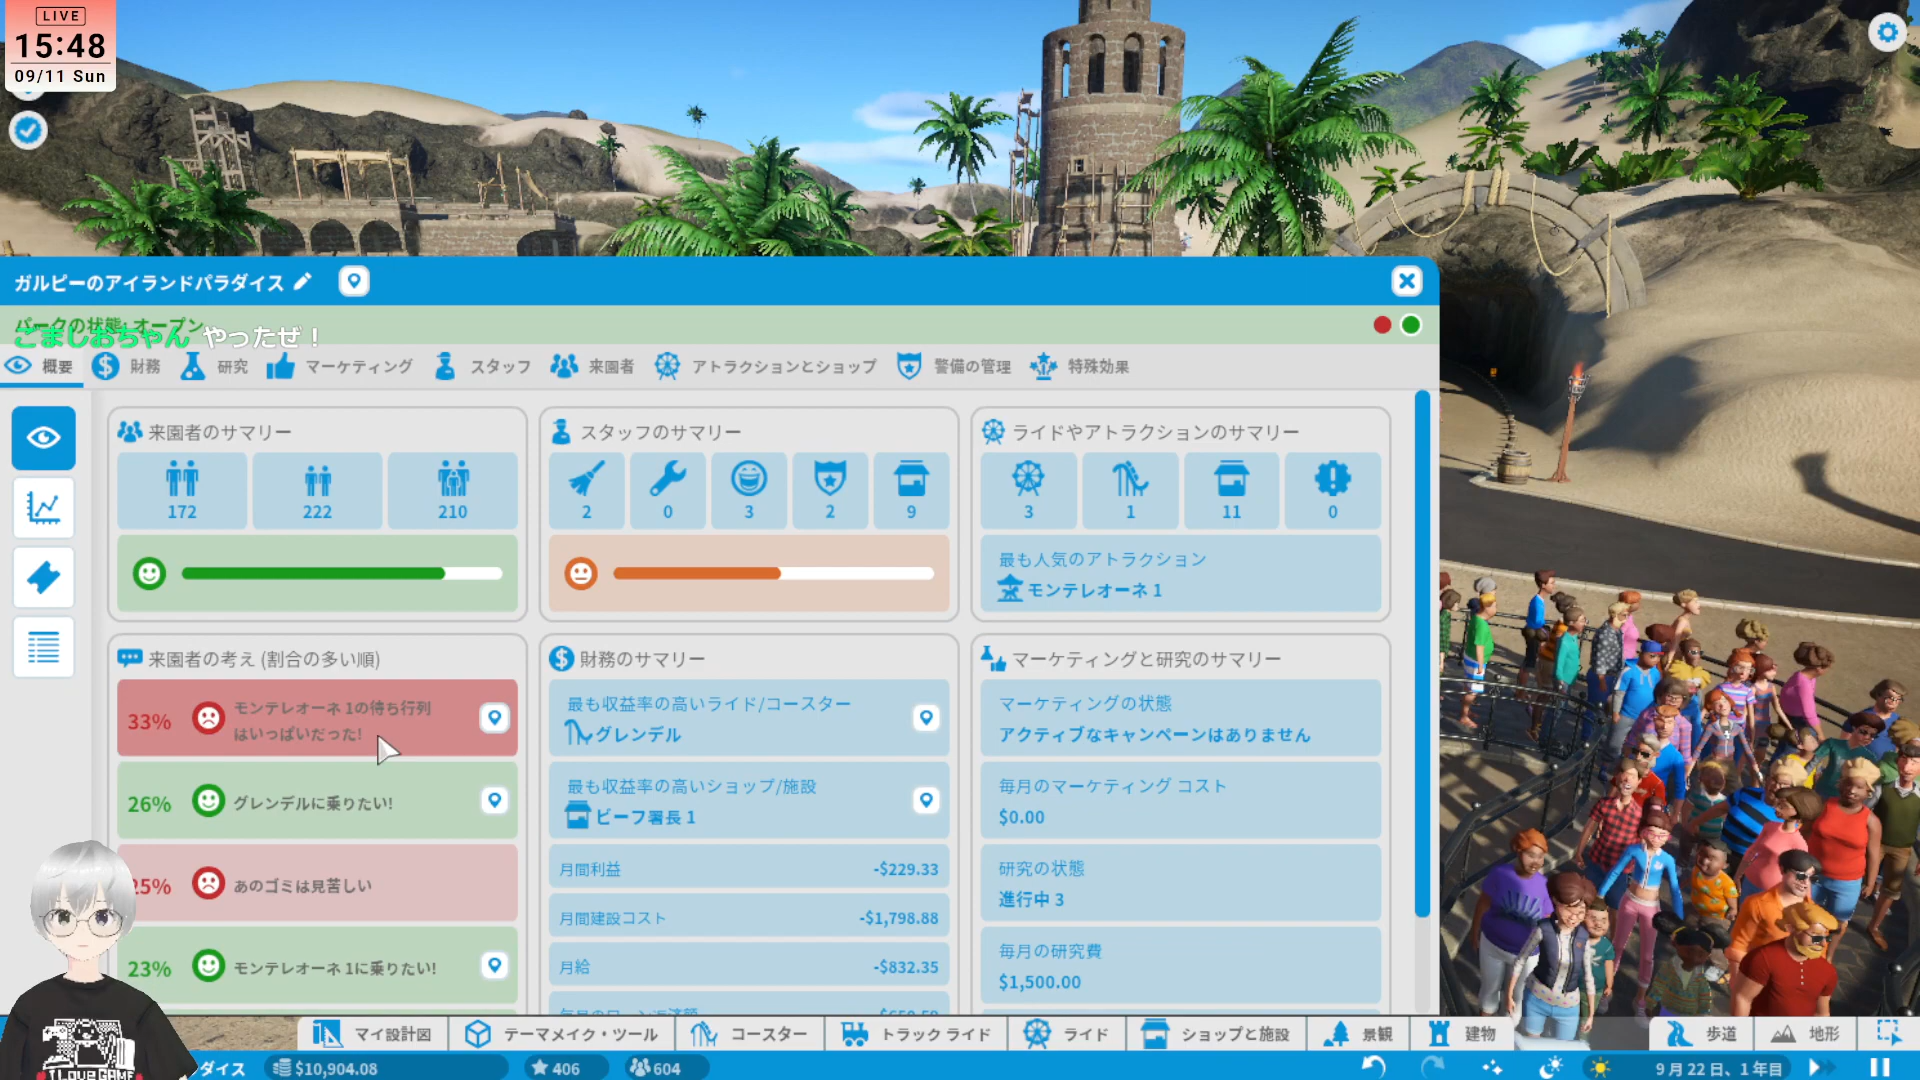 LIVE
15:48
09/11 Sun
ガルピーのアイランドパラダイス
パークの状態: オープン
ごましおちゃん やったぜ！
概要
財務
研究
マーケティング
スタッフ
来園者
アトラクションとショップ
警備の管理
特殊効果
来園者のサマリー
172
222
210
スタッフのサマリー
2
0
3
2
9
ライドやアトラクションのサマリー
3
1
11
0
最も人気のアトラクション
モンテレオーネ 1
来園者の考え (割合の多い順)
33%
モンテレオーネ 1の待ち行列
はいっぱいだった!
26%
グレンデルに乗りたい!
25%
あのゴミは見苦しい
23%
モンテレオーネ 1に乗りたい!
財務のサマリー
最も収益率の高いライド/コースター
グレンデル
最も収益率の高いショップ/施設
ビーフ署長 1
月間利益
-$229.33
月間建設コスト
-$1,798.88
月給
-$832.35
マーケティングと研究のサマリー
マーケティングの状態
アクティブなキャンペーンはありません
毎月のマーケティング コスト
$0.00
研究の状態
進行中 3
毎月の研究費
$1,500.00
マイ設計図
テーマメイク・ツール
コースター
トラック ライド
ライド
ショップと施設
景観
建物
歩道
地形
ダイス
$10,904.08
406
604
9 月 22 日、1 年目
I LOVE GAME